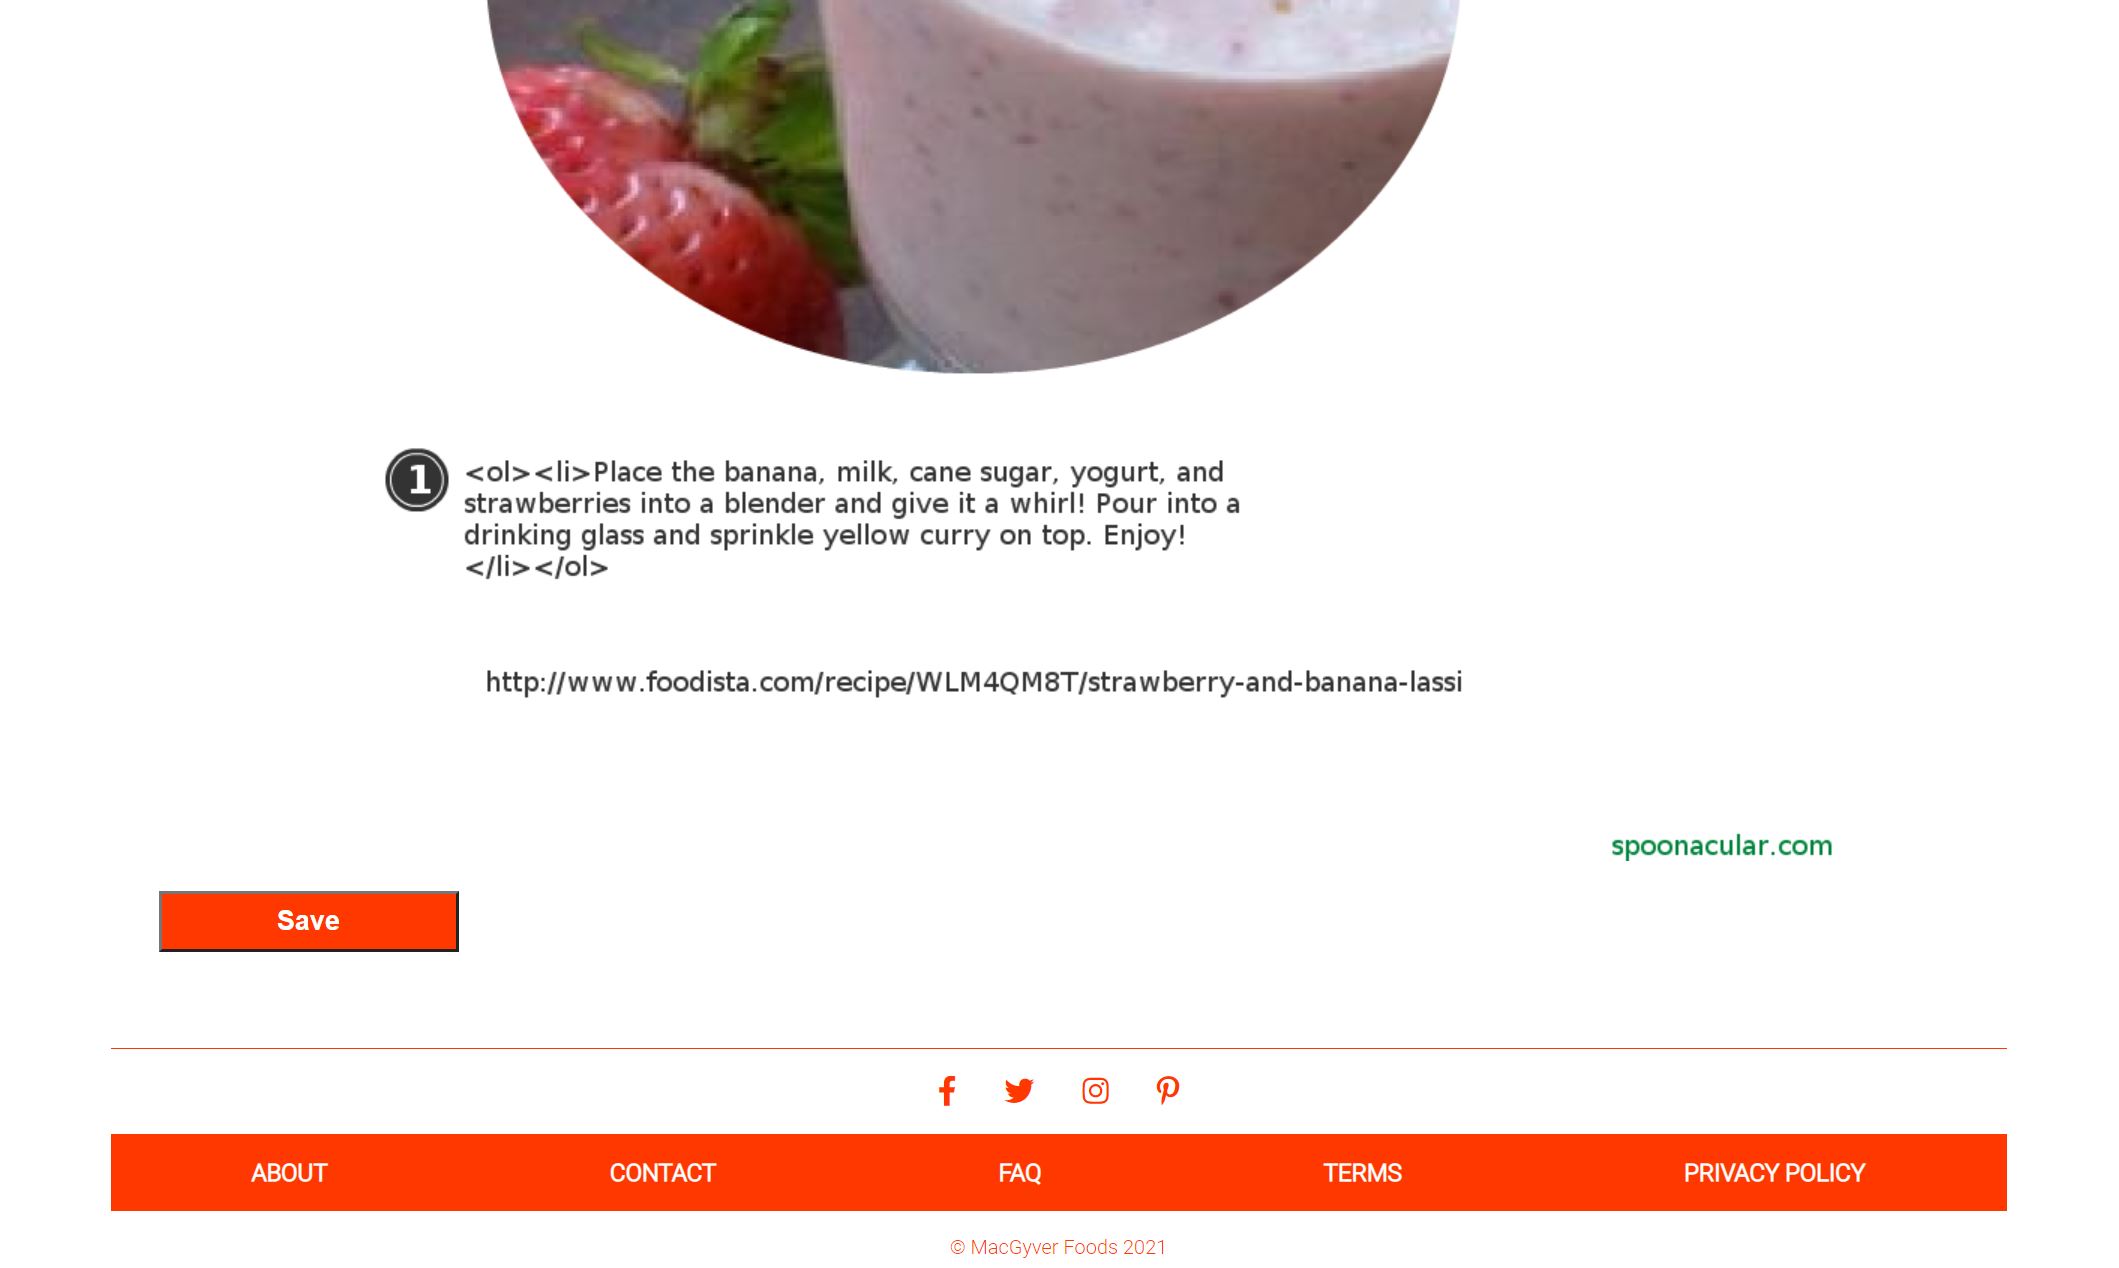 1
<ol><li>Place the banana, milk, cane sugar, yogurt, and
strawberries into a blender and give it a whirl! Pour into a
drinking glass and sprinkle yellow curry on top. Enjoy!
</li></ol>
http://www.foodista.com/recipe/WLM4QM8T/strawberry-and-banana-lassi
spoonacular.com
Save
ABOUT CONTACT FAQ TERMS PRIVACY POLICY
© MacGyver Foods 2021